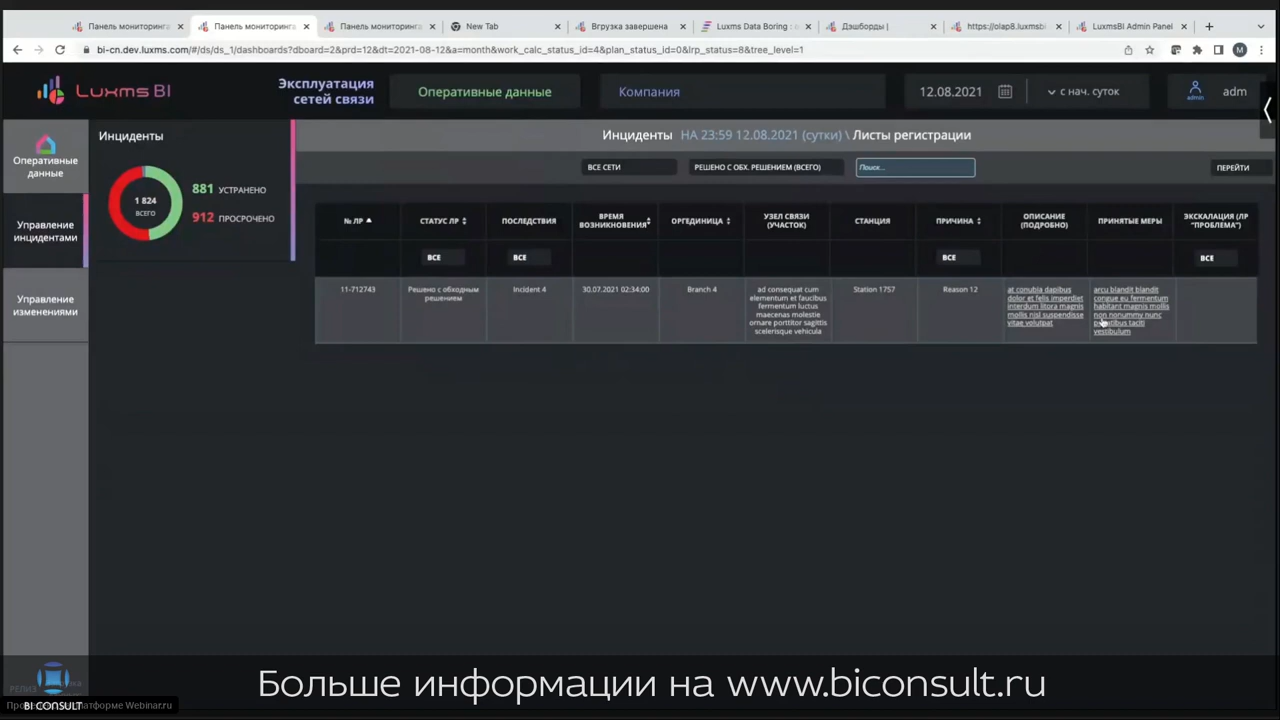 Панель мониторинга
Панель мониторинга
Панель мониторинга
New Tab
Вгрузка завершена
Luxms Data Boring :
Дэшборды |
https://olap8.luxmsbi
LuxmsBI Admin Panel
bi-cn.dev.luxms.com/#/ds/ds_1/dashboards?dboard=2&prd=12&dt=2021-08-12&a=month&work_calc_status_id=4&plan_status_id=0&lrp_status=8&tree_level=1
M
Luxms BI
Эксплуатация
сетей связи
Оперативные данные
Компания
12.08.2021
с нач. суток
admin
adm
Оперативные
данные
Управление
инцидентами
Управление
изменениями
Инциденты
1 824
ВСЕГО
881 УСТРАНЕНО
912 ПРОСРОЧЕНО
Инциденты НА 23:59 12.08.2021 (сутки) \ Листы регистрации
ВСЕ СЕТИ
РЕШЕНО С ОБХ. РЕШЕНИЕМ (ВСЕГО)
Поиск...
ПЕРЕЙТИ
№ ЛР
СТАТУС ЛР
ПОСЛЕДСТВИЯ
ВРЕМЯ
ВОЗНИКНОВЕНИЯ
ОРГЕДИНИЦА
УЗЕЛ СВЯЗИ
(УЧАСТОК)
СТАНЦИЯ
ПРИЧИНА
ОПИСАНИЕ
(ПОДРОБНО)
ПРИНЯТЫЕ МЕРЫ
ЭСКАЛАЦИЯ (ЛР
"ПРОБЛЕМА")
ВСЕ
ВСЕ
ВСЕ
ВСЕ
11-712743
Решено с обходным
решением
Incident 4
30.07.2021 02:34:00
Branch 4
ad consequat cum
elementum et faucibus
fermentum luctus
maecenas molestie
ornare porttitor sagittis
scelerisque vehicula
Station 1757
Reason 12
at conubia dapibus
dolor et felis imperdiet
interdum litora magnis
mollis nisl suspendisse
vitae volutpat
arcu blandit blandit
congue eu fermentum
habitant magnis mollis
non nonummy nunc
taciti
vestibulum
BI CONSULT
платформе Webinar.ru
Больше информации на www.biconsult.ru